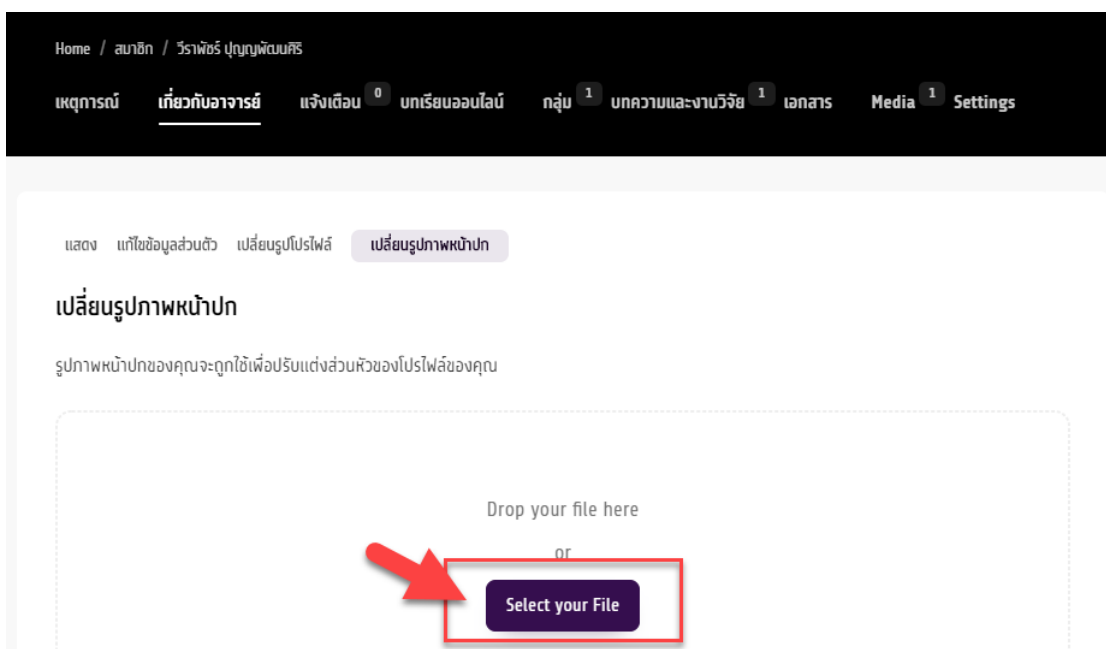 Home / สมาชิก / วีราพัชร์ ปุญญพัฒนศิริ
เหตุการณ์ เกี่ยวกับอาจารย์ แจ้งเตือน 0 บทเรียนออนไลน์ กลุ่ม 1 บทความและงานวิจัย 1 เอกสาร Media 1 Settings
แสดง แก้ไขข้อมูลส่วนตัว เปลี่ยนรูปโปรไฟล์ เปลี่ยนรูปภาพหน้าปก
เปลี่ยนรูปภาพหน้าปก
รูปภาพหน้าปกของคุณจะถูกใช้เพื่อปรับแต่งส่วนหัวของโปรไฟล์ของคุณ
Drop your file here
or
Select your File